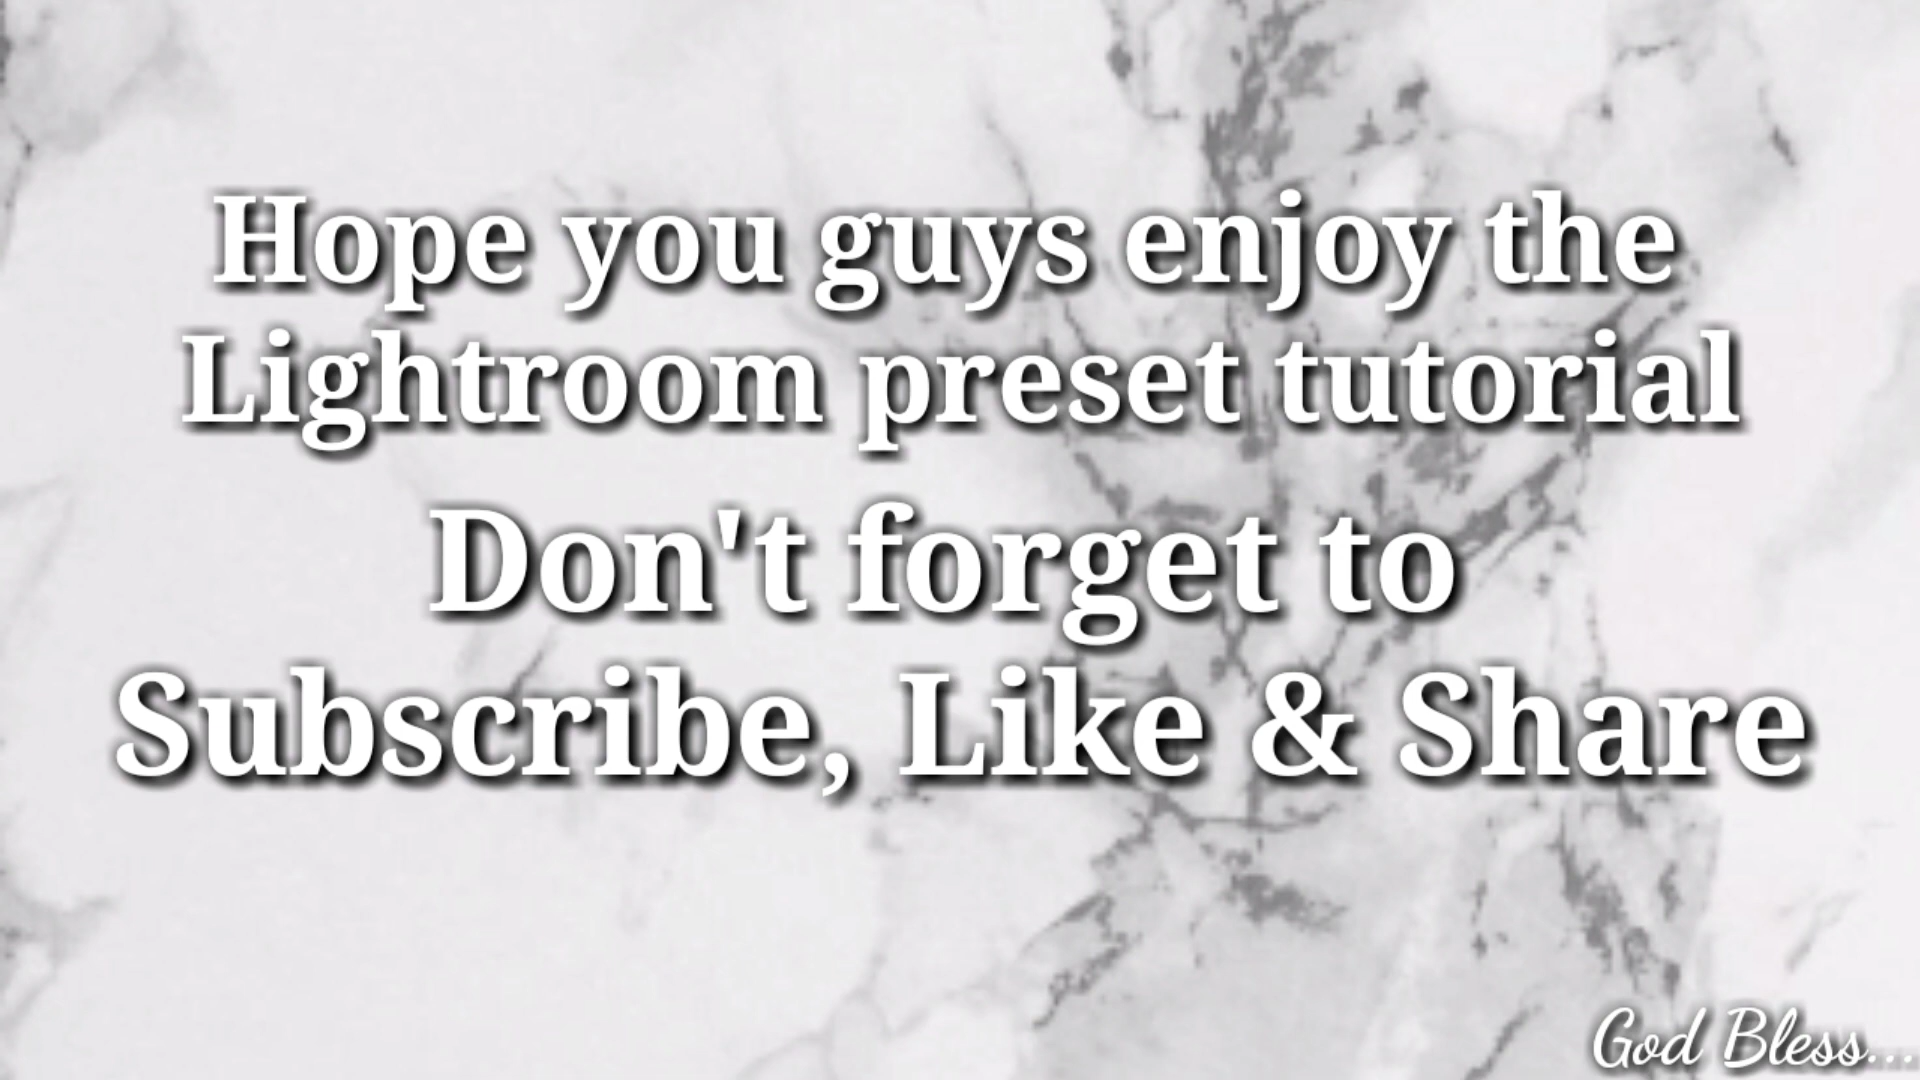 Hope you guys enjoy the
Lightroom preset tutorial
Don't forget to
Subscribe, Like & Share
God Bless...